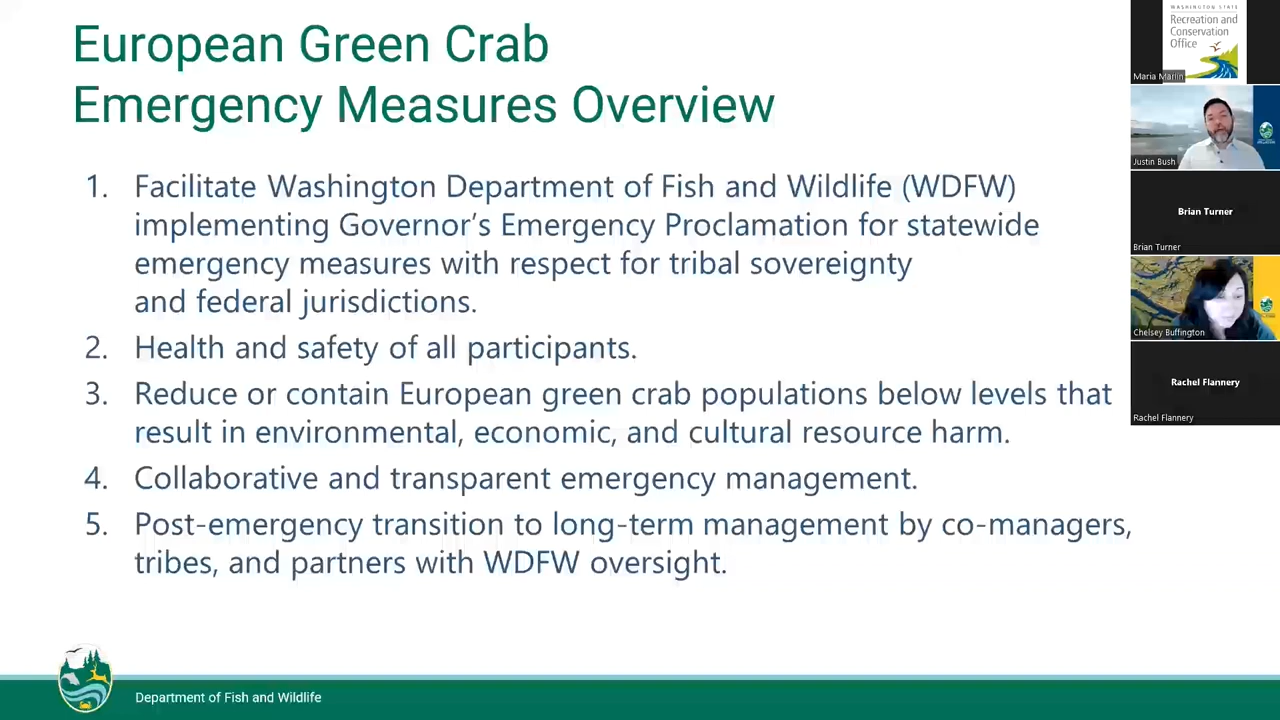 European Green Crab
Emergency Measures Overview
1. Facilitate Washington Department of Fish and Wildlife (WDFW)
implementing Governor’s Emergency Proclamation for statewide
emergency measures with respect for tribal sovereignty
and federal jurisdictions.
2. Health and safety of all participants.
3. Reduce or contain European green crab populations below levels that
result in environmental, economic, and cultural resource harm.
4. Collaborative and transparent emergency management.
5. Post-emergency transition to long-term management by co-managers,
tribes, and partners with WDFW oversight.
Department of Fish and Wildlife
WASHINGTON STATE
Recreation and
Conservation
Office
Maria Marlin
Justin Bush
Brian Turner
Brian Turner
Chelsey Buffington
Rachel Flannery
Rachel Flannery